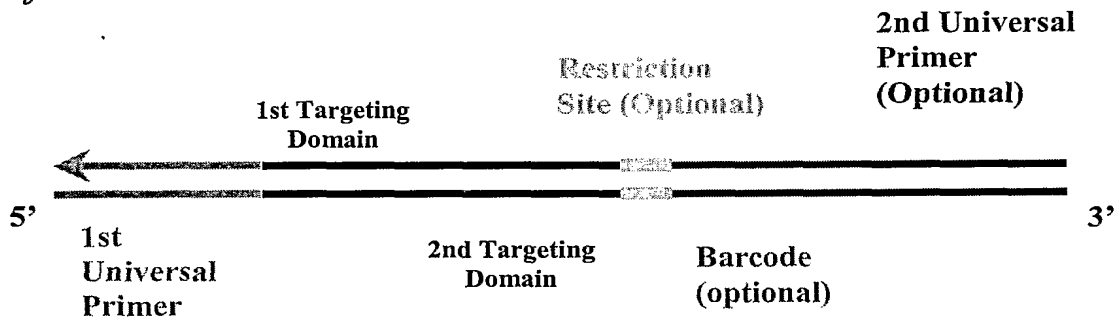 2nd Universal
Primer
(Optional)
Restriction
Site (Optional)
1st Targeting
Domain
5’
3’
1st
Universal
Primer
2nd Targeting
Domain
Barcode
(optional)